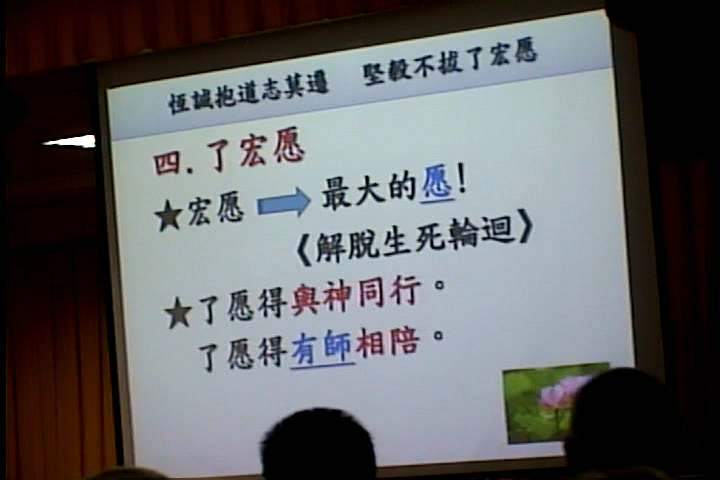 恆誠抱道志莫邊 堅毅不拔了宏愿
四.了宏愿
★宏愿 最大的愿!
《解脫生死輪迴》
★了愿得與神同行。
了愿得有師相陪。